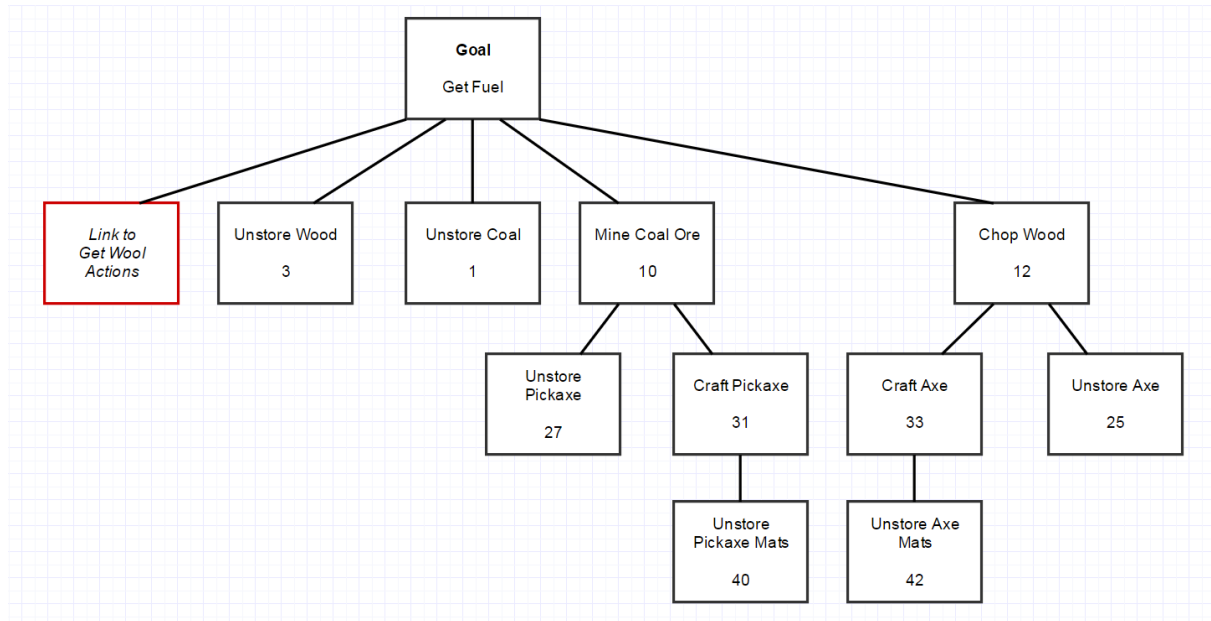 Goal
Get Fuel
Link to
Get Wool
Actions
Unstore Wood
3
Unstore Coal
1
Mine Coal Ore
10
Chop Wood
12
Unstore
Pickaxe
27
Craft Pickaxe
31
Craft Axe
33
Unstore Axe
25
Unstore
Pickaxe Mats
40
Unstore Axe
Mats
42